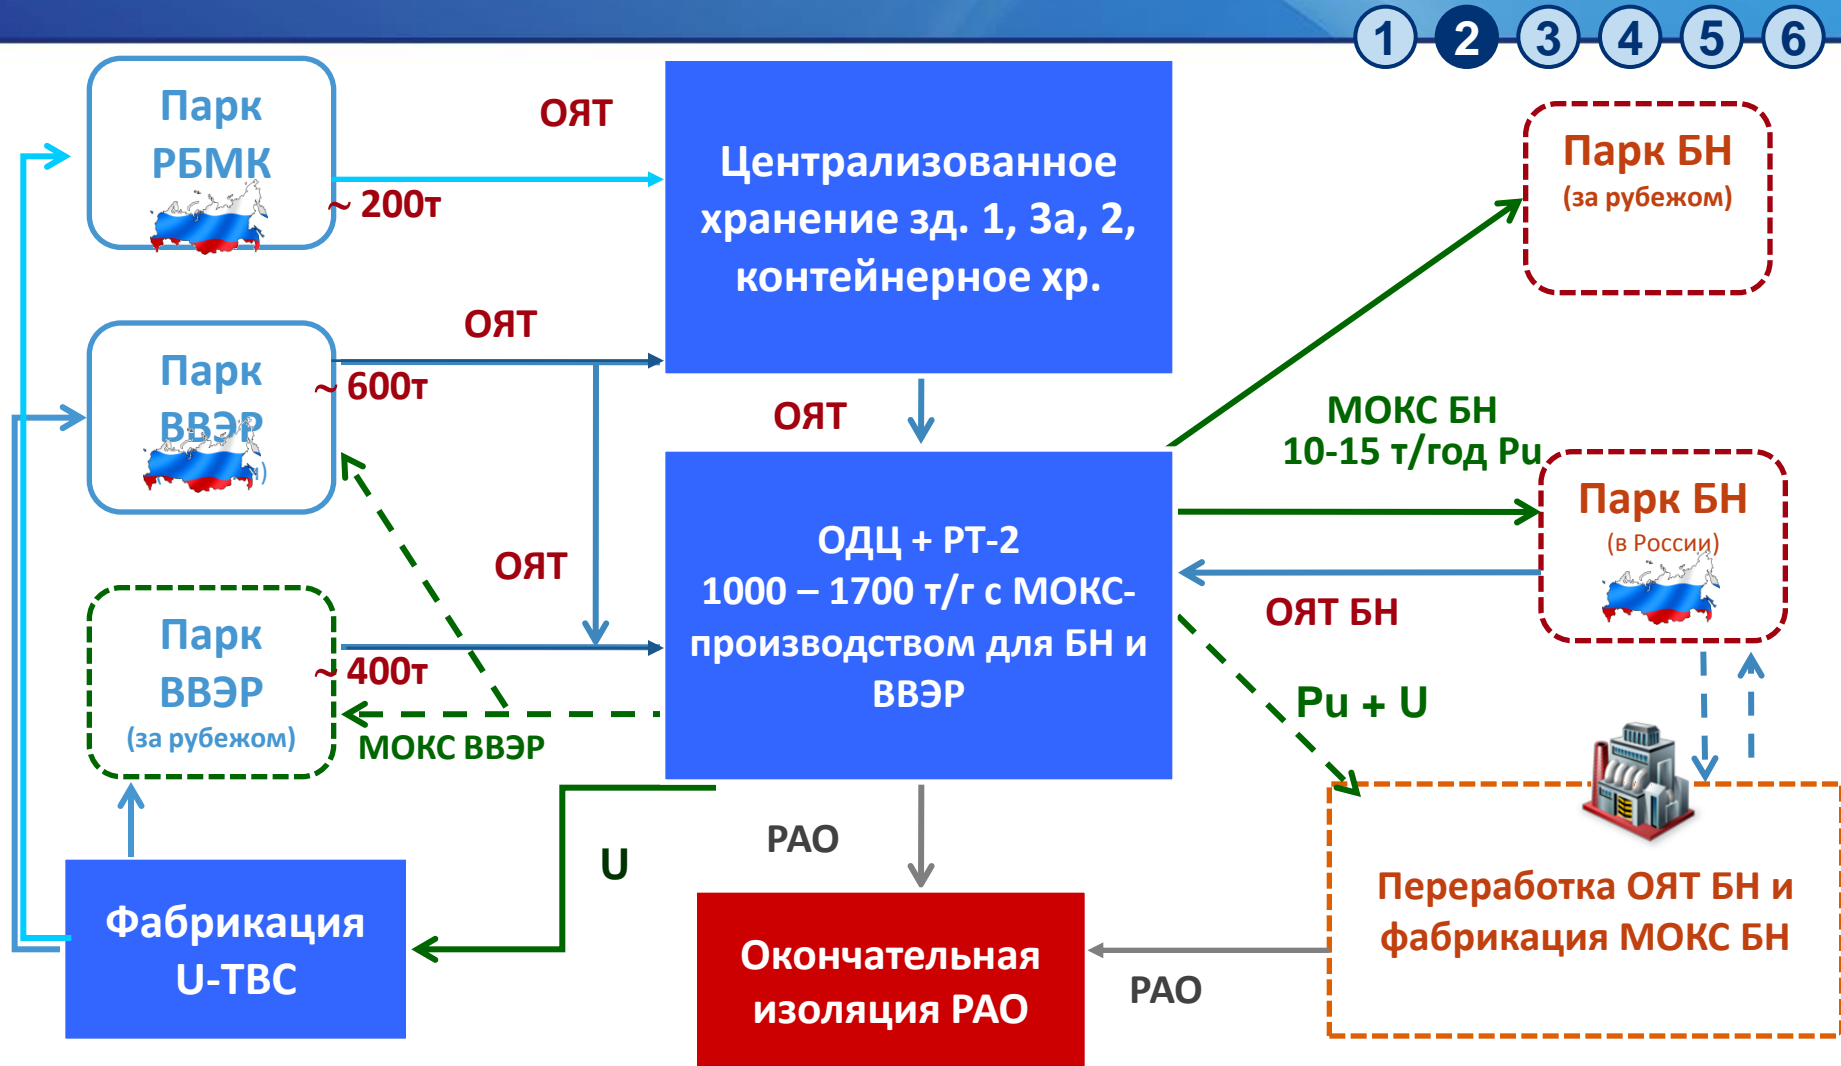 1 2 3 4 5 6
Парк
РБМК
ОЯТ
~ 200т
Централизованное
хранение зд. 1, 3а, 2,
контейнерное хр.
Парк БН
(за рубежом)
Парк
ВВЭР
ОЯТ
~ 600т
ОЯТ
МОКС БН
10-15 т/год Pu
Парк БН
(в России)
ОЯТ
ОДЦ + РТ-2
1000 – 1700 т/г с МОКС-
производством для БН и
ВВЭР
ОЯТ БН
Парк
ВВЭР
(за рубежом)
~ 400т
МОКС ВВЭР
Pu + U
U
РАО
Фабрикация
U-ТВС
Окончательная
изоляция РАО
РАО
Переработка ОЯТ БН и
фабрикация МОКС БН